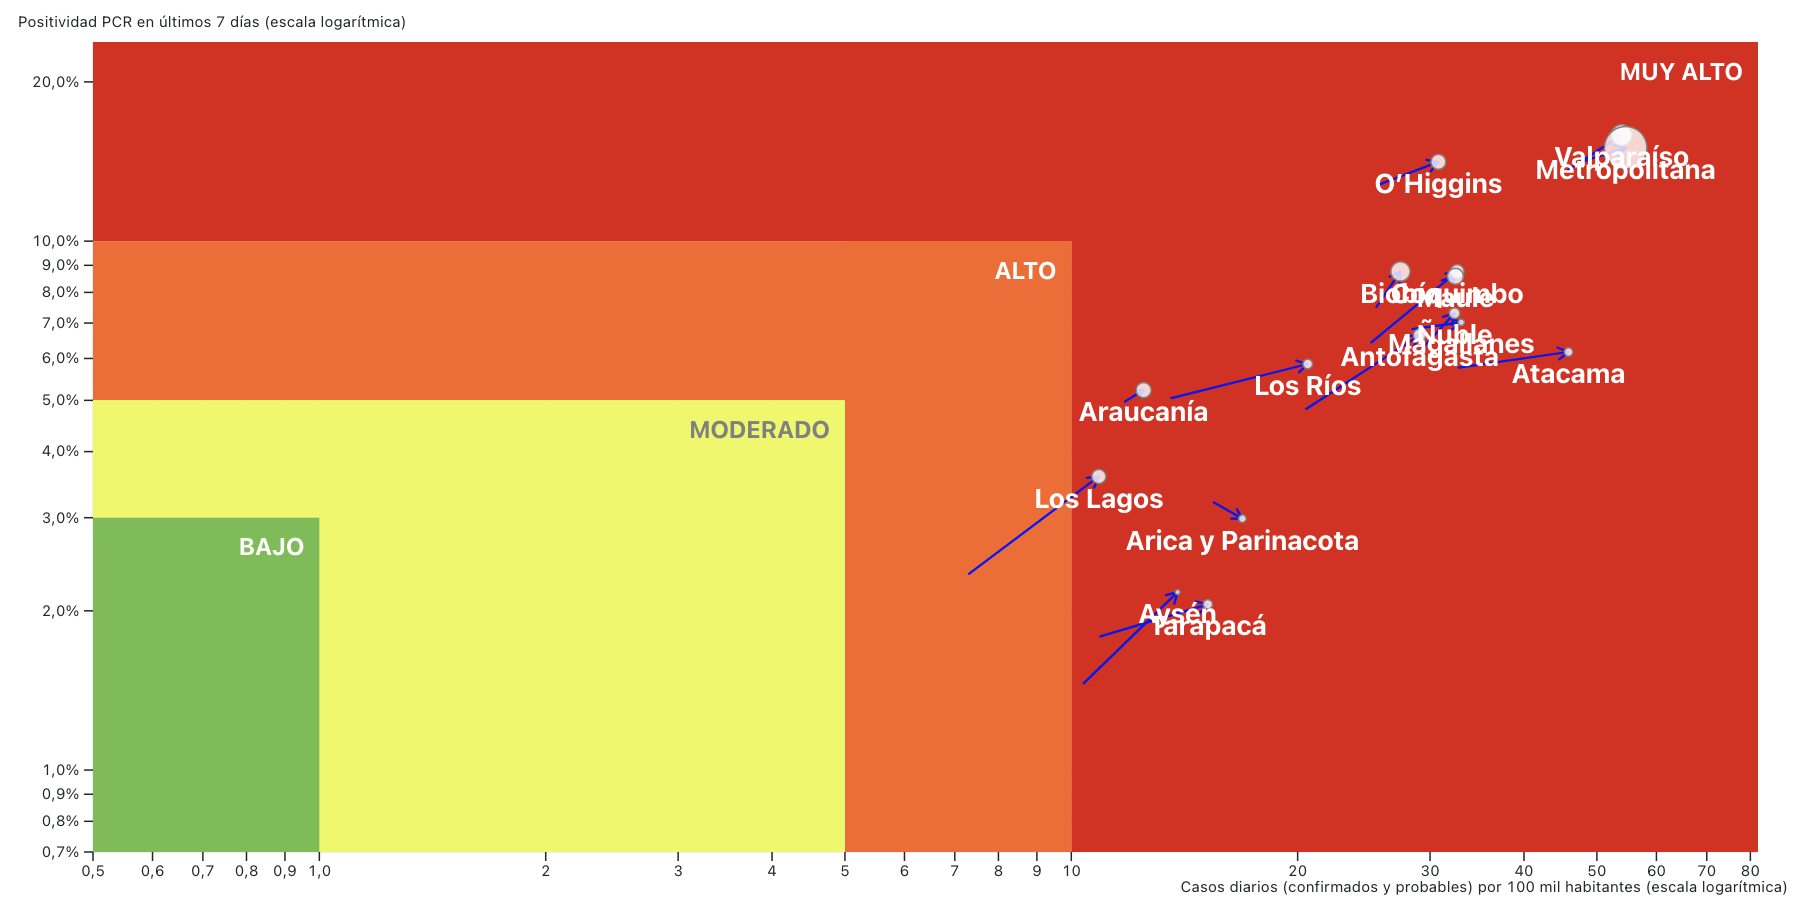 Positividad PCR en últimos 7 días (escala logarítmica)
20,0%
MUY ALTO
Valparaíso
Metropolitana
O'Higgins
10,0%
ALTO
9,0%
8,0%
Biobío
Coquimbo
Maule
7,0%
Ñuble
Magallanes
6,0%
Antofagasta
Atacama
Los Ríos
5,0%
Araucanía
MODERADO
4,0%
Los Lagos
3,0%
BAJO
Arica y Parinacota
2,0%
Aysén
Tarapacá
1,0%
0,9%
0,8%
0,7%
0,5 0,6 0,7 0,8 0,9 1,0 2 3 4 5 6 7 8 9 10 20 30 40 50 60 70 80
Casos diarios (confirmados y probables) por 100 mil habitantes (escala logarítmica)